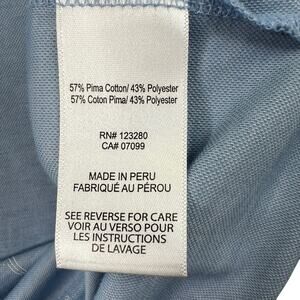 57% Pima Cotton/ 43% Polyester
57% Coton Pima/ 43% Polyester
RN# 123280
CA# 07099
MADE IN PERU
FABRIQUÉ AU PÉROU
SEE REVERSE FOR CARE
VOIR AU VERSO POUR
LES INSTRUCTIONS
DE LAVAGE